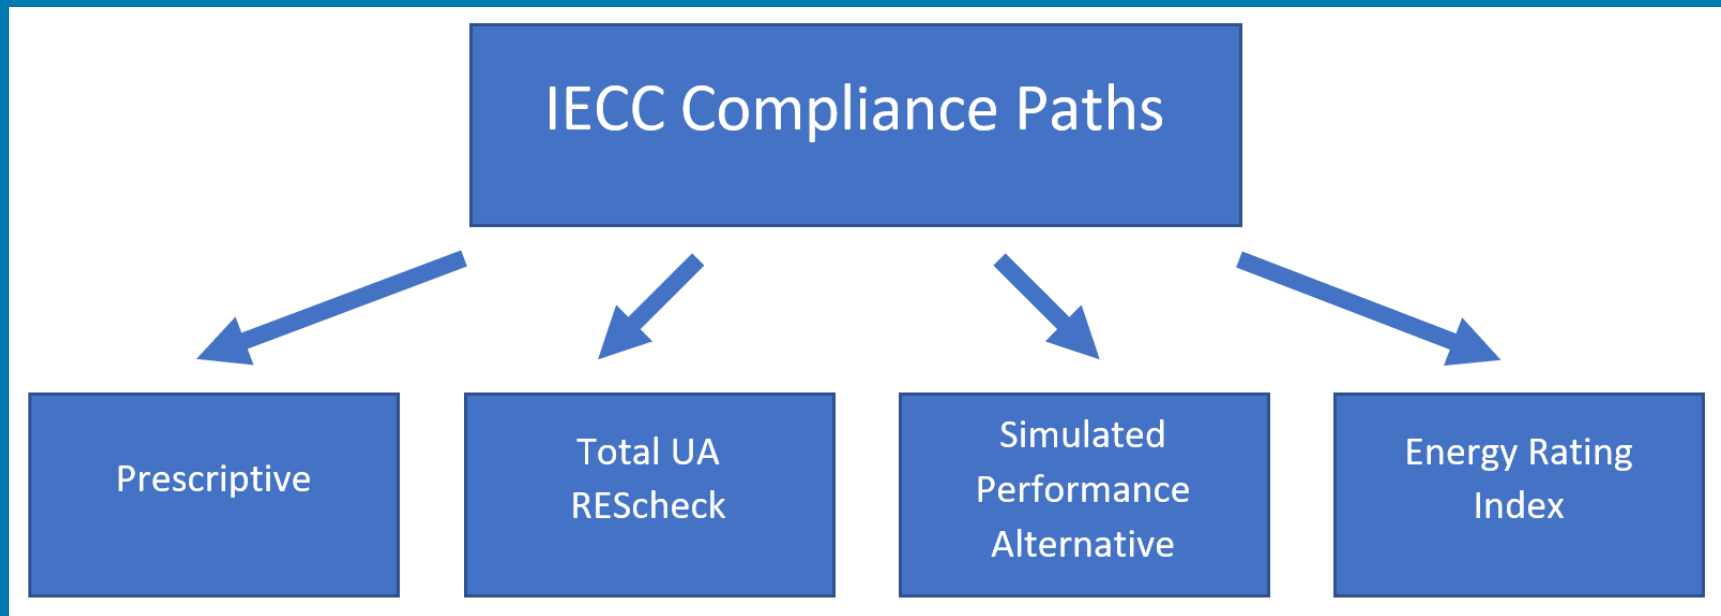 IECC Compliance Paths
Prescriptive
Total UA
REScheck
Simulated
Performance
Alternative
Energy Rating
Index